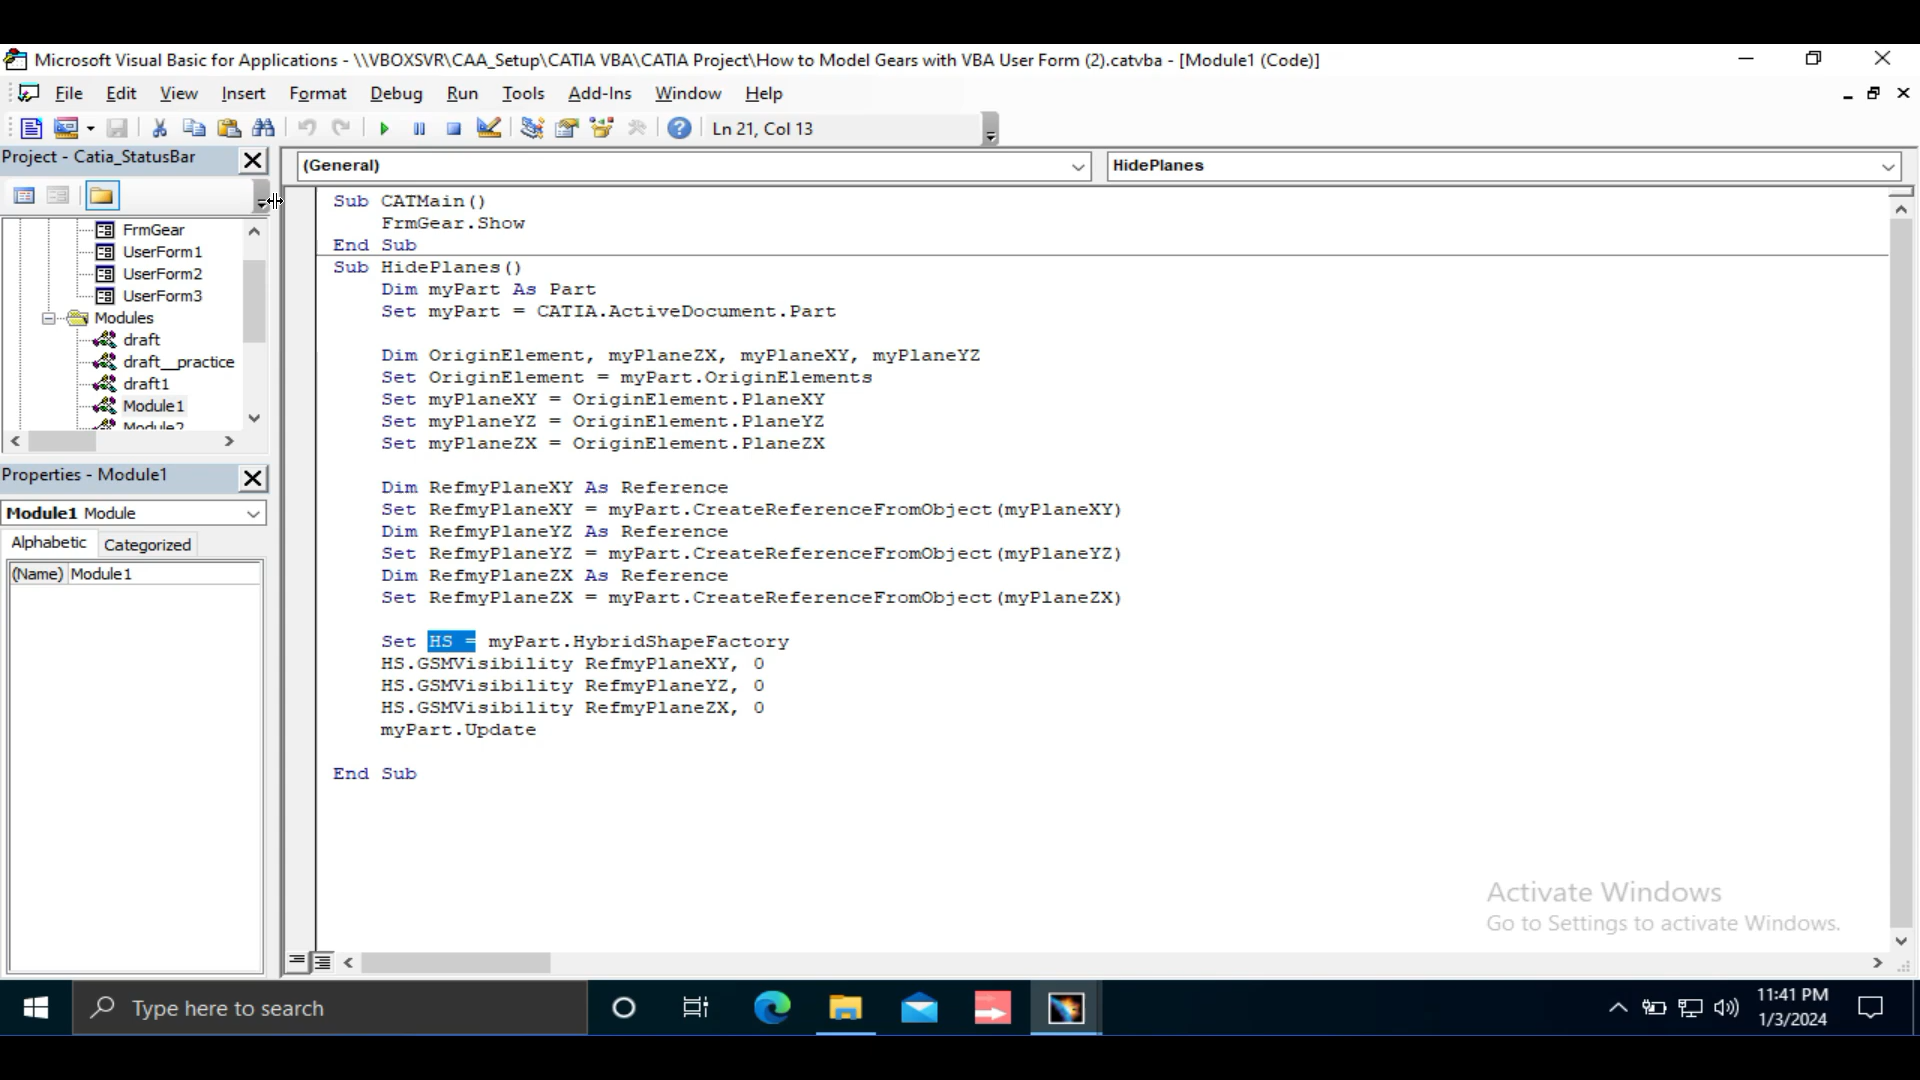 Microsoft Visual Basic for Applications - \\VBOXSVR\CAA_Setup\CATIA VBA\CATIA Project\How to Model Gears with VBA User Form (2).catvba - [Module1 (Code)]
File Edit View Insert Format Debug Run Tools Add-Ins Window Help
Ln 21, Col 13
Project - Catia_StatusBar
FrmGear
UserForm1
UserForm2
UserForm3
Modules
draft
draft__practice
draft1
Module1
Module2
Properties - Module1
Module1 Module
Alphabetic Categorized
(Name) Module1
(General) HidePlanes
Sub CATMain()
FrmGear.Show
End Sub
Sub HidePlanes()
Dim myPart As Part
Set myPart = CATIA.ActiveDocument.Part
Dim OriginElement, myPlaneZX, myPlaneXY, myPlaneYZ
Set OriginElement = myPart.OriginElements
Set myPlaneXY = OriginElement.PlaneXY
Set myPlaneYZ = OriginElement.PlaneYZ
Set myPlaneZX = OriginElement.PlaneZX
Dim RefmyPlaneXY As Reference
Set RefmyPlaneXY = myPart.CreateReferenceFromObject(myPlaneXY)
Dim RefmyPlaneYZ As Reference
Set RefmyPlaneYZ = myPart.CreateReferenceFromObject(myPlaneYZ)
Dim RefmyPlaneZX As Reference
Set RefmyPlaneZX = myPart.CreateReferenceFromObject(myPlaneZX)
Set HS = myPart.HybridShapeFactory
HS.GSMVisibility RefmyPlaneXY, 0
HS.GSMVisibility RefmyPlaneYZ, 0
HS.GSMVisibility RefmyPlaneZX, 0
myPart.Update
End Sub
Activate Windows
Go to Settings to activate Windows.
Type here to search
11:41 PM
1/3/2024